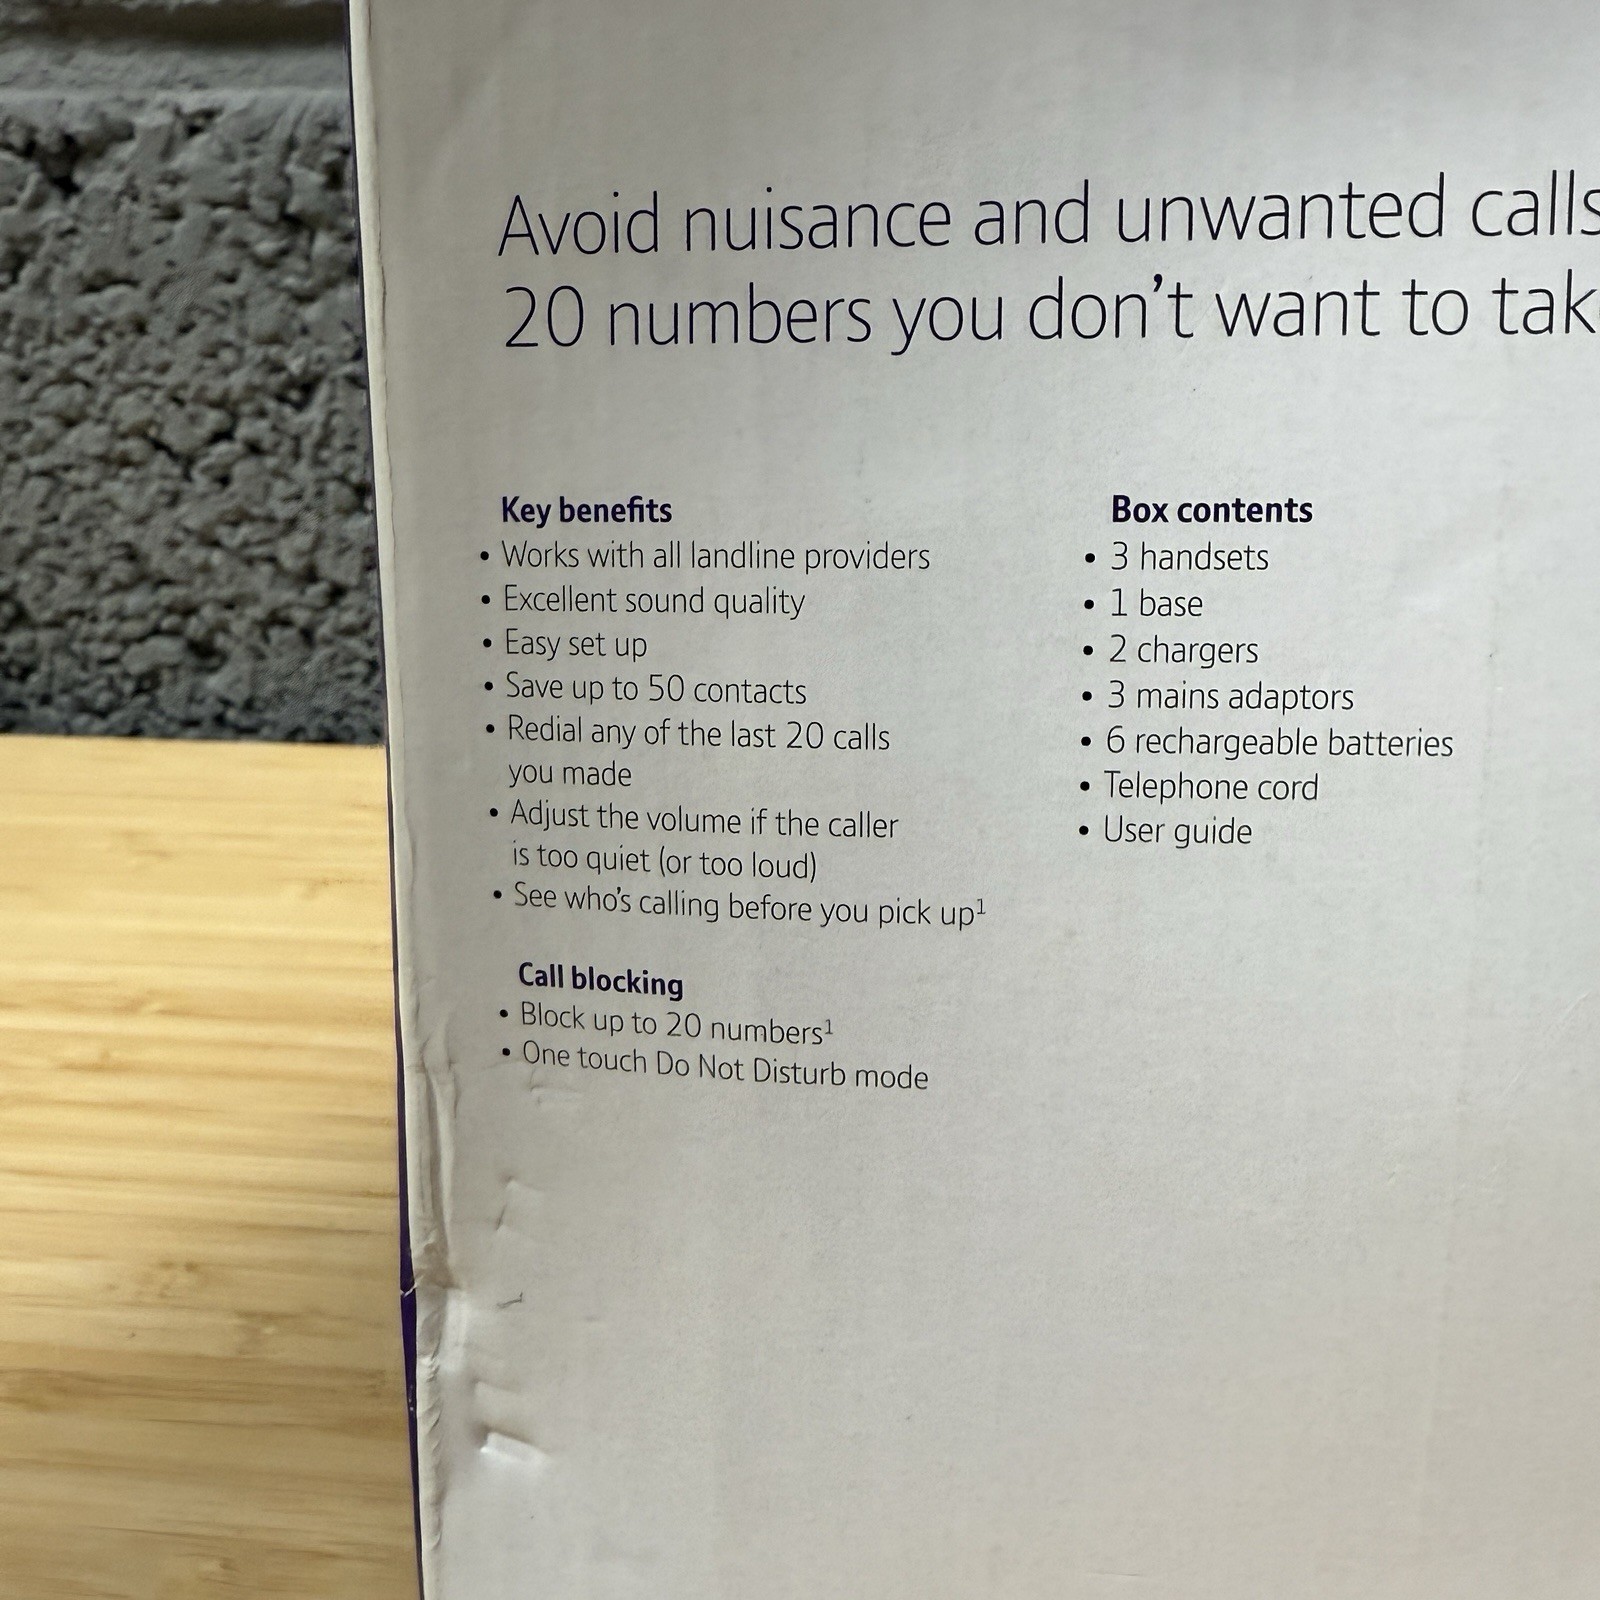 Avoid nuisance and unwanted calls
20 numbers you don't want to
Key benefits
• Works with all landline providers
• Excellent sound quality
• Easy set up
• Save up to 50 contacts
• Redial any of the last 20 calls
you made
• Adjust the volume if the caller
is too quiet (or too loud)
• See who's calling before you pick up¹
Call blocking
• Block up to 20 numbers¹
• One touch Do Not Disturb mode
Box contents
• 3 handsets
• 1 base
• 2 chargers
• 3 mains adaptors
• 6 rechargeable batteries
• Telephone cord
• User guide